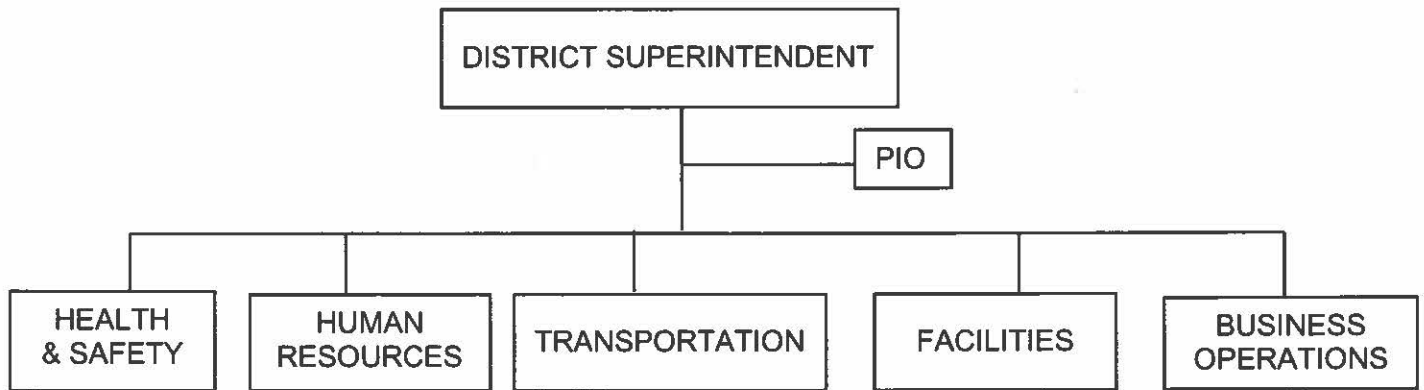 DISTRICT SUPERINTENDENT
PIO
HEALTH
& SAFETY
HUMAN
RESOURCES
TRANSPORTATION
FACILITIES
BUSINESS
OPERATIONS